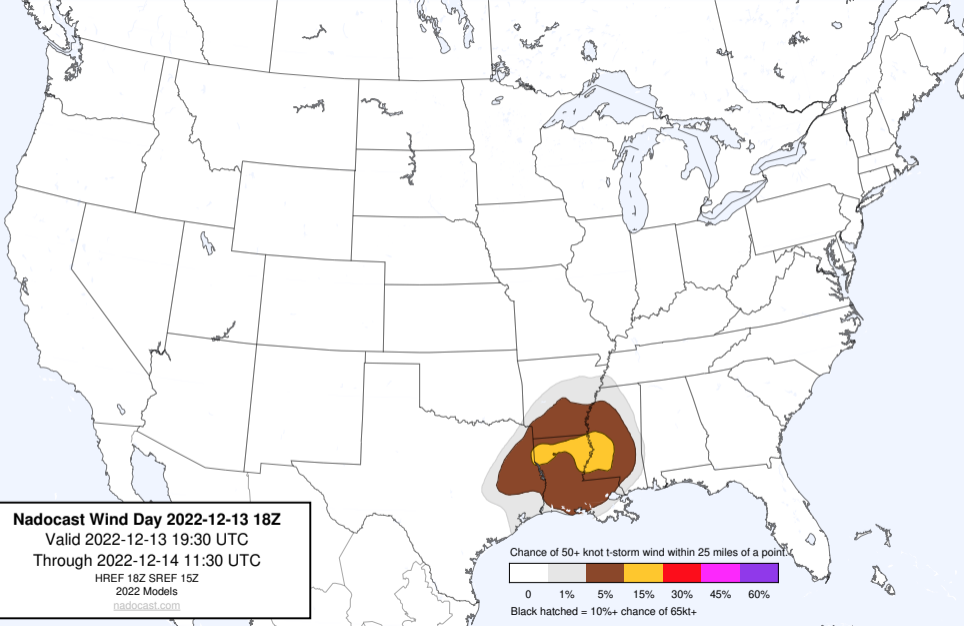 Nadocast Wind Day 2022-12-13 18Z
Valid 2022-12-13 19:30 UTC
Through 2022-12-14 11:30 UTC
HREF 18Z SREF 15Z
2022 Models
nadocast.com
Chance of 50+ knot t-storm wind within 25 miles of a point.
0 1% 5% 15% 30% 45% 60%
Black hatched = 10%+ chance of 65kt+